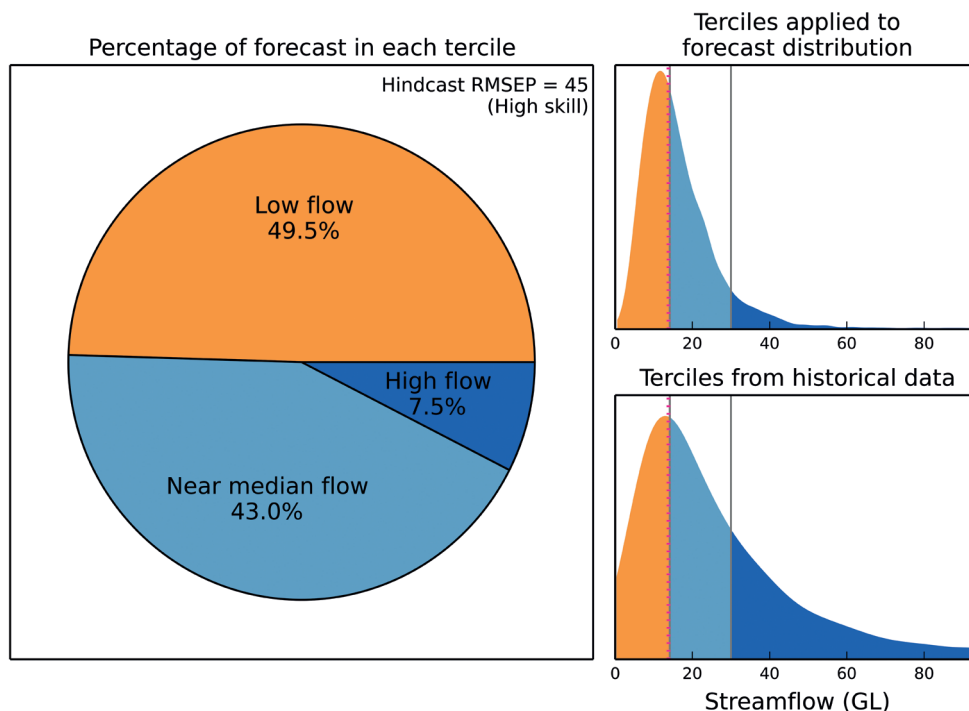 Percentage of forecast in each tercile
Hindcast RMSEP = 45
(High skill)
Low flow
49.5%
High flow
7.5%
Near median flow
43.0%
Terciles applied to
forecast distribution
0 20 40 60 80
Terciles from historical data
0 20 40 60 80
Streamflow (GL)